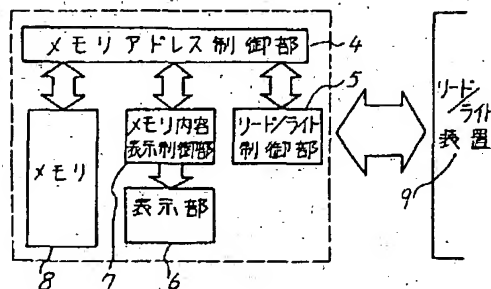 メモリアドレス制御部
4
5
メモリ
メモリ内容
表示制御部
リード/ライト
制御部
リード/
ライト
装置
表示部
9
8
7
6